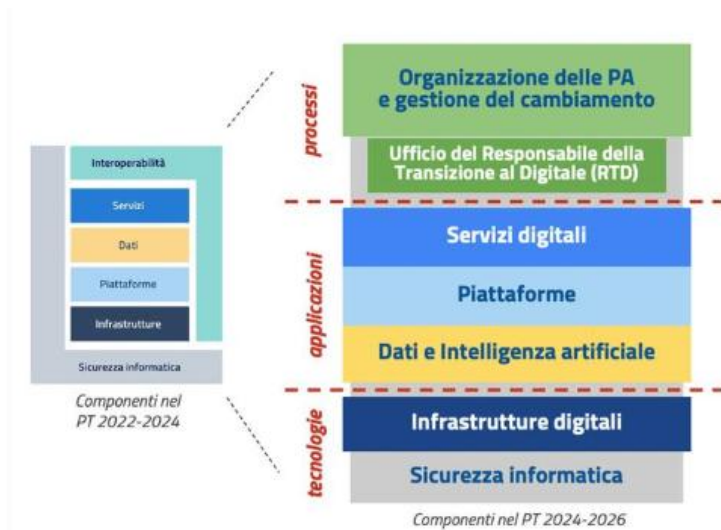 Interoperabilità
Servizi
Dati
Piattaforme
Infrastrutture
Sicurezza informatica
Componenti nel
PT 2022-2024
processi
Organizzazione delle PA
e gestione del cambiamento
Ufficio del Responsabile della
Transizione al Digitale (RTD)
applicazioni
Servizi digitali
Piattaforme
Dati e Intelligenza artificiale
tecnologie
Infrastrutture digitali
Sicurezza informatica
Componenti nel PT 2024-2026